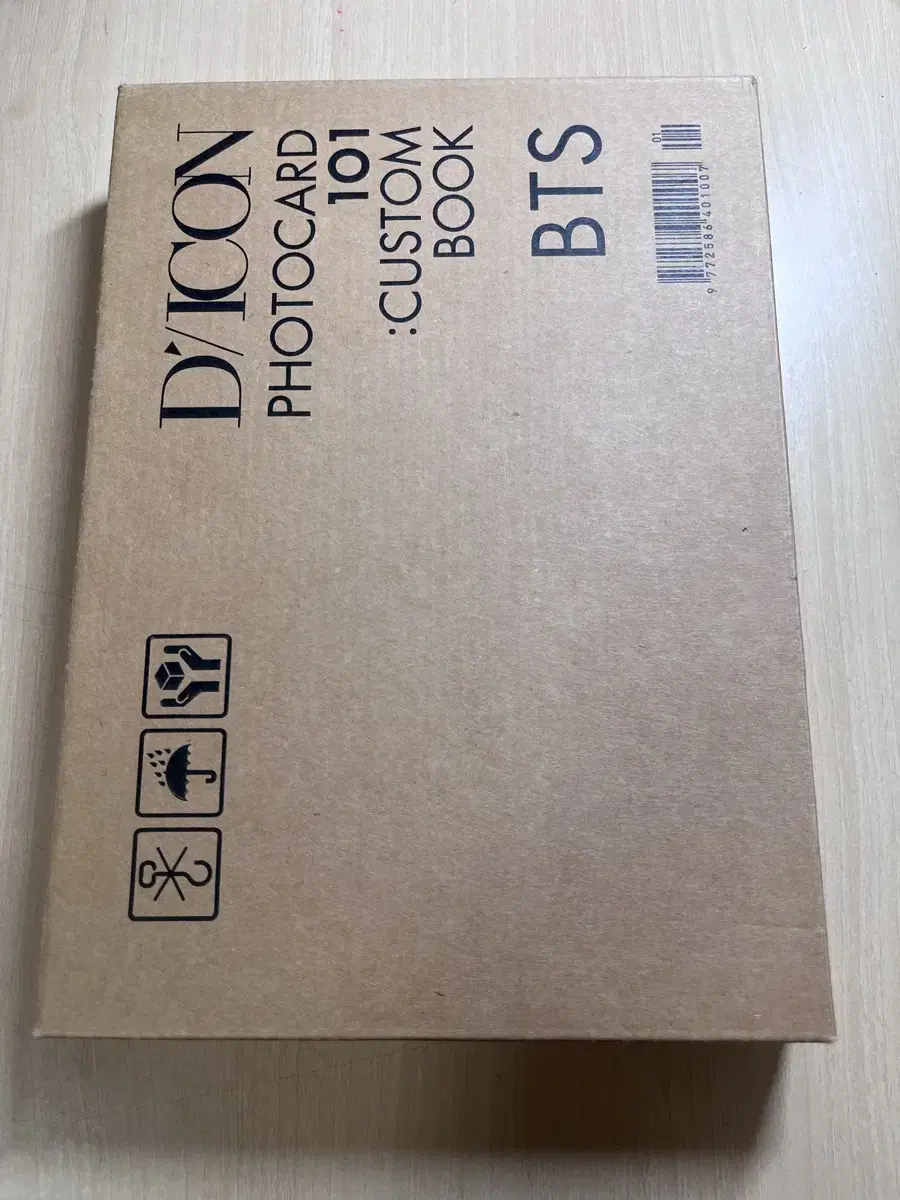 D'/ICON
PHOTOCARD
101
:CUSTOM
BOOK
BTS
01
9 772586 401007